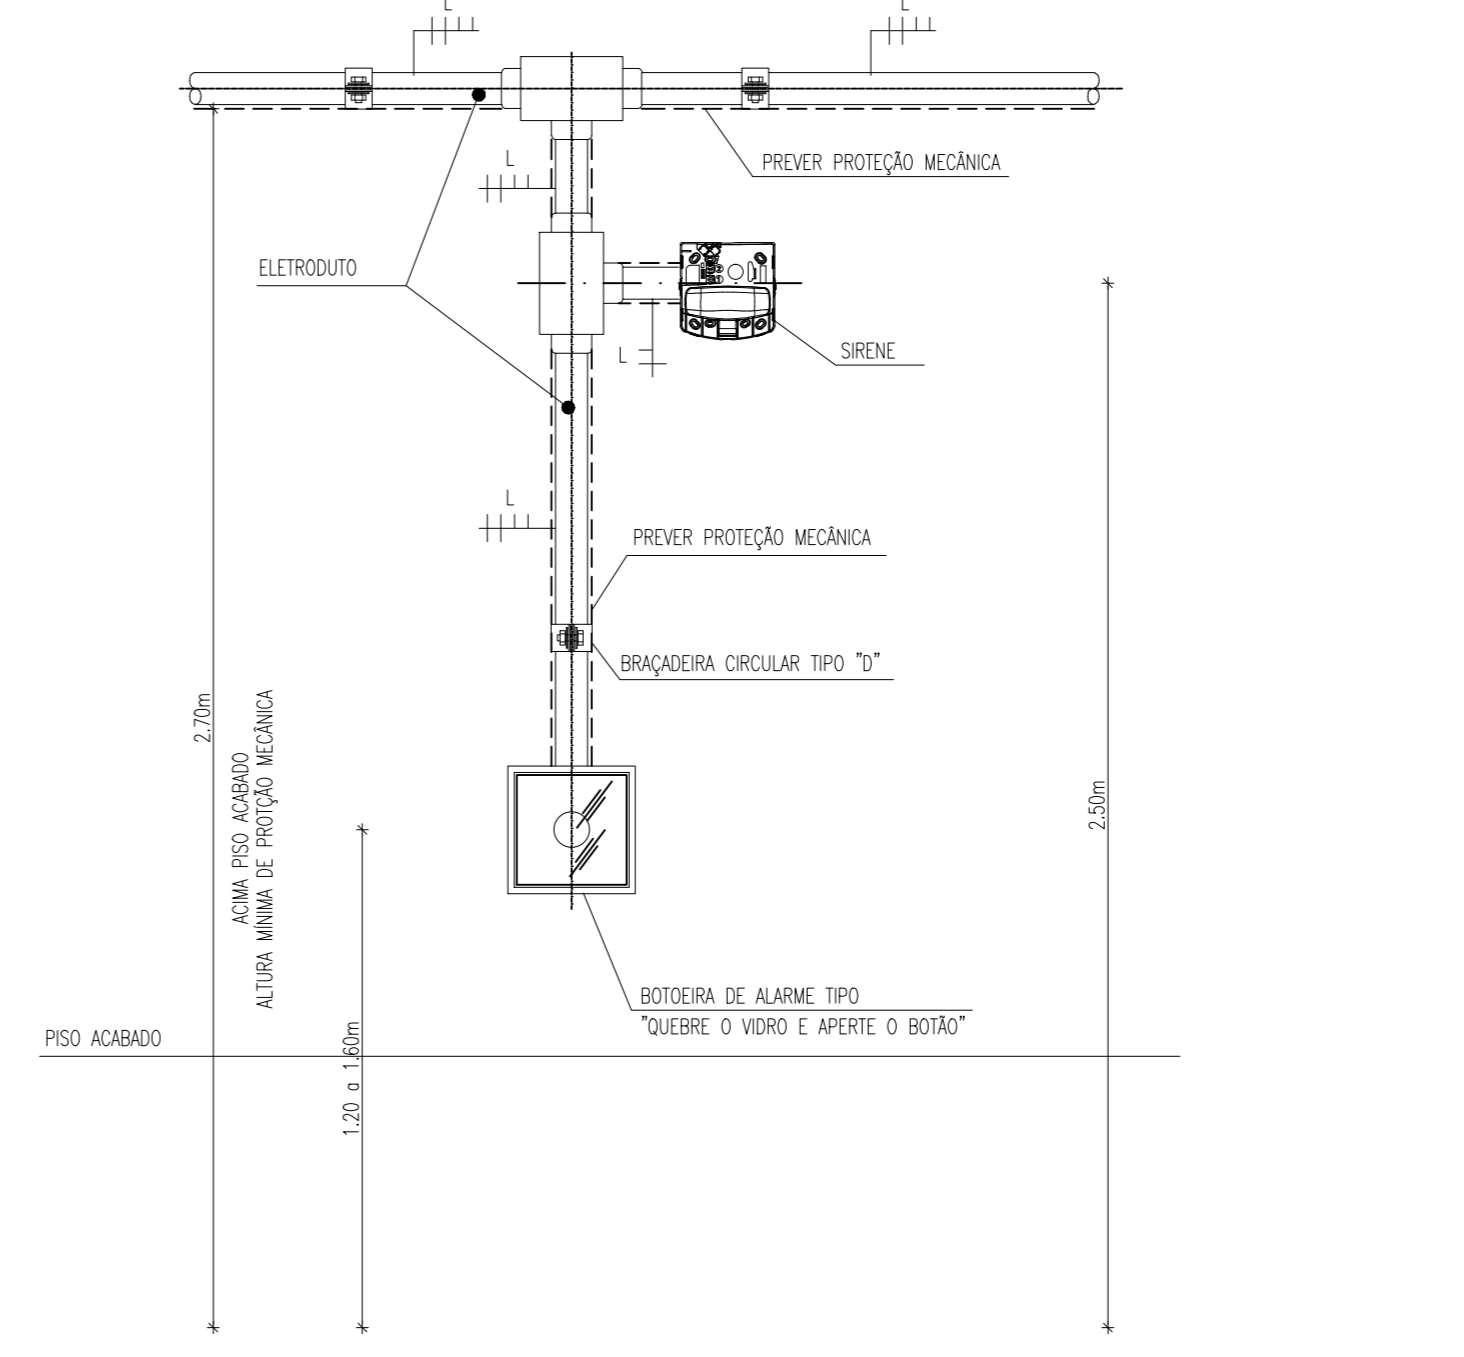 L
L
PREVER PROTEÇÃO MECÂNICA
L
ELETRODUTO
SIRENE
L
L
PREVER PROTEÇÃO MECÂNICA
BRAÇADEIRA CIRCULAR TIPO "D"
2.70m
ACIMA PISO ACABADO
ALTURA MÍNIMA DE PROTÇÃO MECÂNICA
2.50m
BOTOEIRA DE ALARME TIPO
"QUEBRE O VIDRO E APERTE O BOTÃO"
PISO ACABADO
1.20 a 1.60m